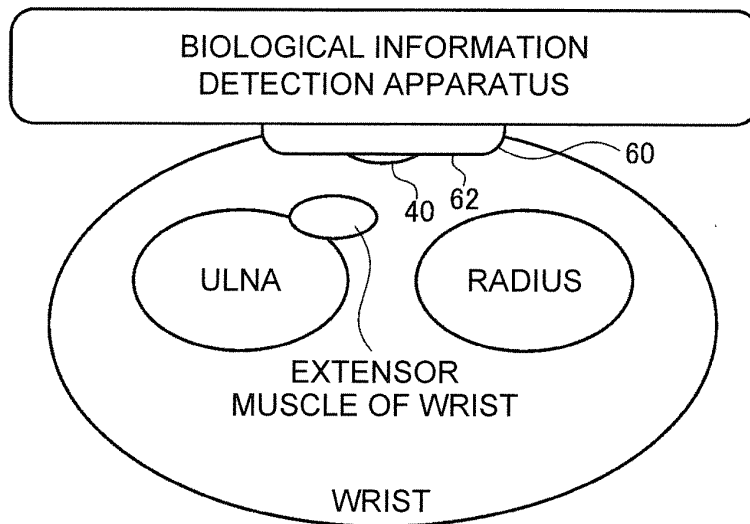 BIOLOGICAL INFORMATION
DETECTION APPARATUS
60
40 62
ULNA
RADIUS
EXTENSOR
MUSCLE OF WRIST
WRIST